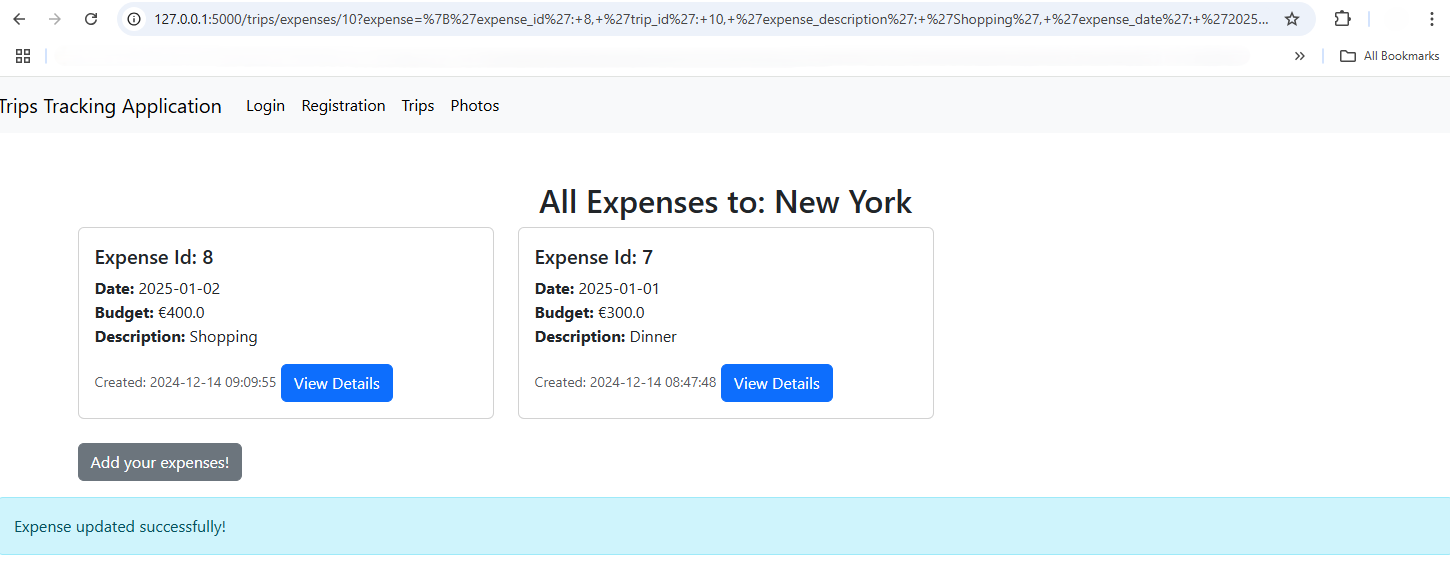 127.0.0.1:5000/trips/expenses/10?expense=%7B%27expense_id%27:+8,+%27trip_id%27:+10,+%27expense_description%27:+%27Shopping%27,+%27expense_date%27:+%272025...
All Bookmarks
Trips Tracking Application Login Registration Trips Photos
All Expenses to: New York
Expense Id: 8
Date: 2025-01-02
Budget: €400.0
Description: Shopping
Created: 2024-12-14 09:09:55 View Details
Expense Id: 7
Date: 2025-01-01
Budget: €300.0
Description: Dinner
Created: 2024-12-14 08:47:48 View Details
Add your expenses!
Expense updated successfully!